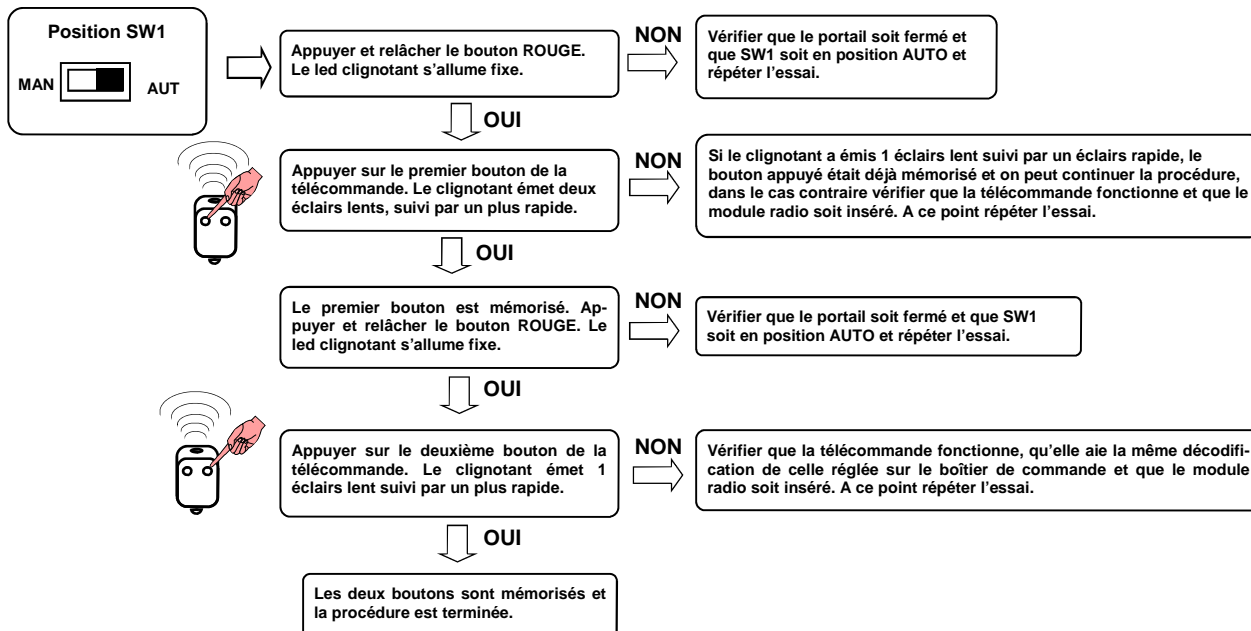 Position SW1
MAN
AUT
Appuyer et relâcher le bouton ROUGE.
Le led clignotant s’allume fixe.
NON
Vérifier que le portail soit fermé et
que SW1 soit en position AUTO et
répéter l’essai.
OUI
Appuyer sur le premier bouton de la
télécommande. Le clignotant émet deux
éclairs lents, suivi par un plus rapide.
NON
Si le clignotant a émis 1 éclairs lent suivi par un éclairs rapide, le
bouton appuyé était déjà mémorisé et on peut continuer la procédure,
dans le cas contraire vérifier que la télécommande fonctionne et que le
module radio soit inséré. A ce point répéter l’essai.
OUI
Le premier bouton est mémorisé. Ap-
puyer et relâcher le bouton ROUGE. Le
led clignotant s’allume fixe.
NON
Vérifier que le portail soit fermé et que SW1
soit en position AUTO et répéter l’essai.
OUI
Appuyer sur le deuxième bouton de la
télécommande. Le clignotant émet 1
éclairs lent suivi par un plus rapide.
NON
Vérifier que la télécommande fonctionne, qu’elle aie la même décodifi-
cation de celle réglée sur le boîtier de commande et que le module
radio soit inséré. A ce point répéter l’essai.
OUI
Les deux boutons sont mémorisés et
la procédure est terminée.